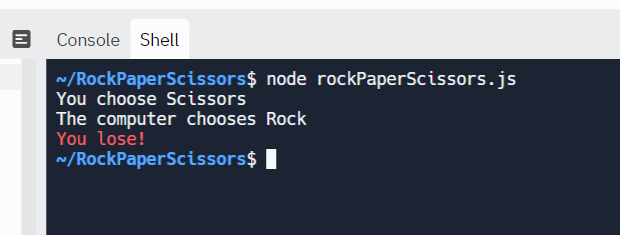 Console Shell
~/RockPaperScissors$ node rockPaperScissors.js
You choose Scissors
The computer chooses Rock
You lose!
~/RockPaperScissors$